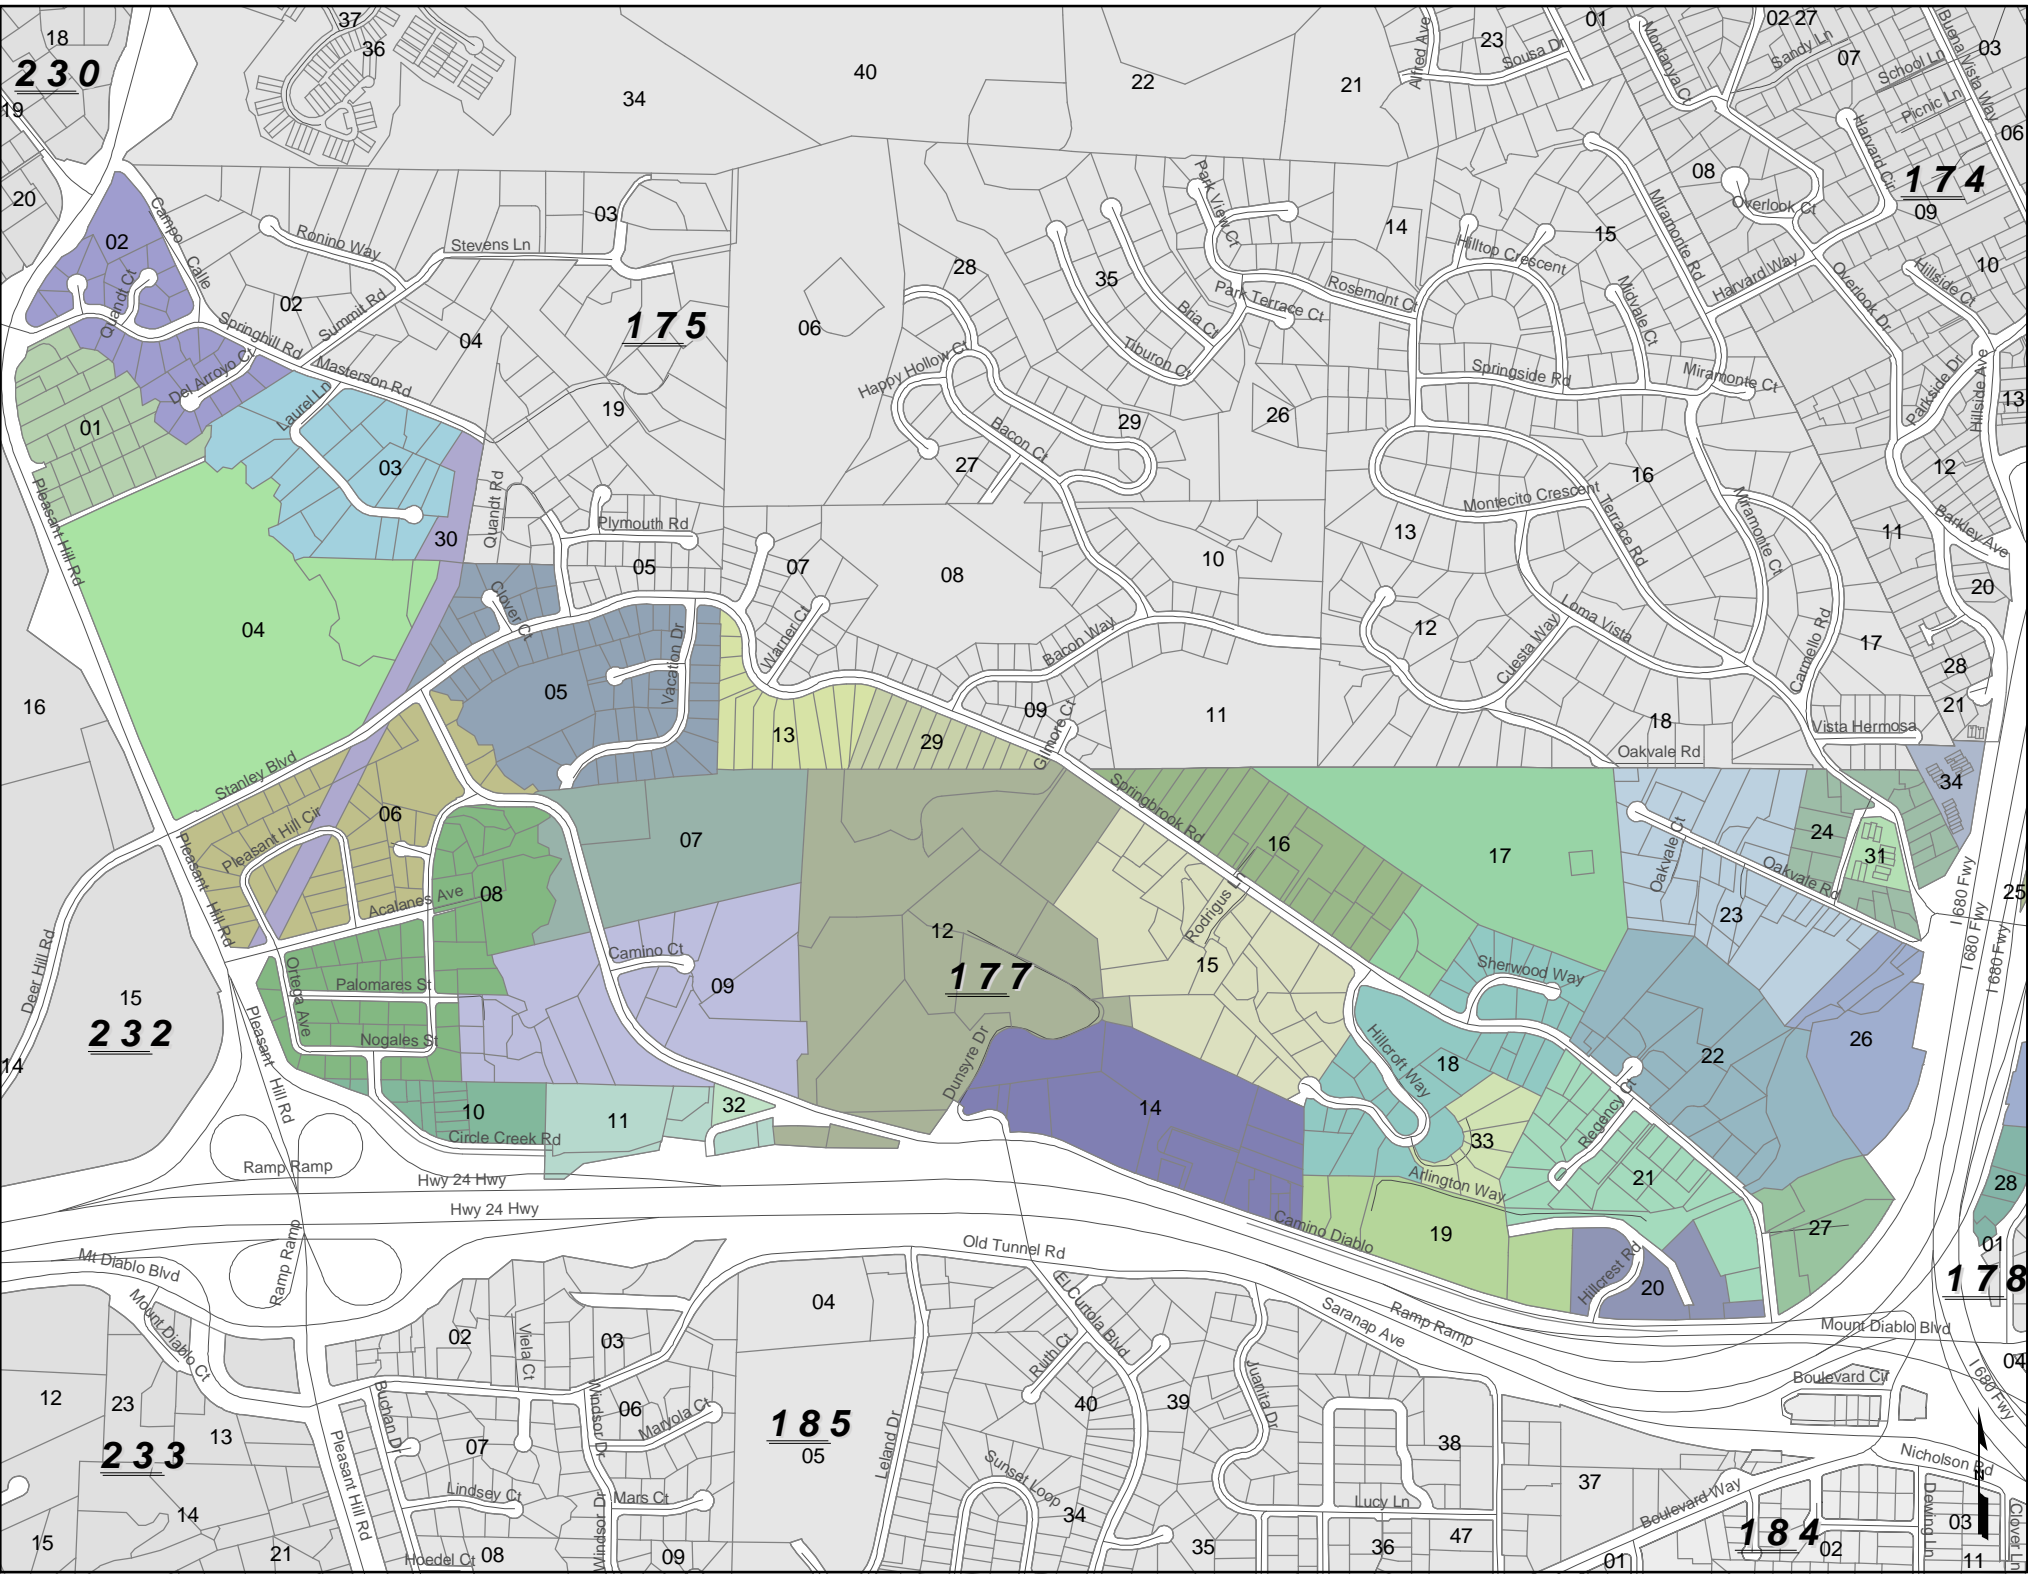 37
36
18
230
19
20
34
40
22
21
Alfred Ave
23
Sousa Dr
01
Montanya Ct
02 27
Sandy Ln
07
School Ln
Buena Vista Way
03
Picnic Ln
06
Harvard Cir
08
174
09
Overlook Ct
10
Hillside Ct
Harvard Way
Overlook Dr
Miramonte Rd
15
14
Hilltop Crescent
Park View Ct
Rosemont Ct
Park Terrace Ct
Midvale Ct
35
Bria Ct
Tiburon Ct
28
06
Campo
Calle
02
Quandt Ct
Ronino Way
Stevens Ln
03
02
Summit Rd
04
175
Springhill Rd
Masterson Rd
Del Arroyo Ct
Laurel Ln
19
Happy Hollow Ct
Bacon Ct
29
27
26
Springside Rd
Miramonte Ct
Parkside Dr
Hillside Ave
13
12
01
03
30
Quandt Rd
Plymouth Rd
05
07
08
10
13
16
Montecito Crescent
Terrace Rd
Miramonte Ct
11
Barkley Ave
20
Pleasant Hill Rd
04
Clover Ct
Vacation Dr
Warner Ct
Bacon Way
12
Cuesta Way
Loma Vista
Carmello Rd
17
28
21
16
05
13
29
09
Gilmore Ct
11
18
Oakvale Rd
Vista Hermosa
34
Stanley Blvd
06
Pleasant Hill Cir
07
Springbrook Rd
16
17
Oakvale Ct
24
31
Oakvale Rd
23
I 680 Fwy
I 680 Fwy
I 680 Fwy
25
Pleasant
Hill Rd
Acalanes Ave
08
12
Rodrigus Ln
15
Deer Hill Rd
15
232
14
Ortega Ave
Palomares St
Nogales St
Camino Ct
09
177
Sherwood Way
Pleasant
Hill Rd
Dunsyre Dr
Hillcroft Way
18
22
26
Regency Ct
10
Circle Creek Rd
11
32
14
33
Arlington Way
21
27
28
01
178
Ramp Ramp
Hwy 24 Hwy
Hwy 24 Hwy
Ramp Ramp
Camino Diablo
19
Hillcrest Rd
20
Mt Diablo Blvd
Mount Diablo Ct
Old Tunnel Rd
El Curtola Blvd
Saranap Ave
Ramp Ramp
Mount Diablo Blvd
04
I 680 Fwy
Boulevard Cir
12
23
233
13
14
15
21
02
Viela Ct
03
04
Ruth Ct
40
39
Juanita Dr
38
37
Buchan Dr
Windsor Dr
06
Maryola Ct
07
185
05
Leland Dr
Sunset Loop
34
35
Lucy Ln
36
47
Nicholson Rd
N
Boulevard Way
184
02
01
Dewing Ln
03
11
Clover Ln
Pleasant Hill Rd
Lindsey Ct
Mars Ct
Windsor Dr
Hoedel Ct
08
09